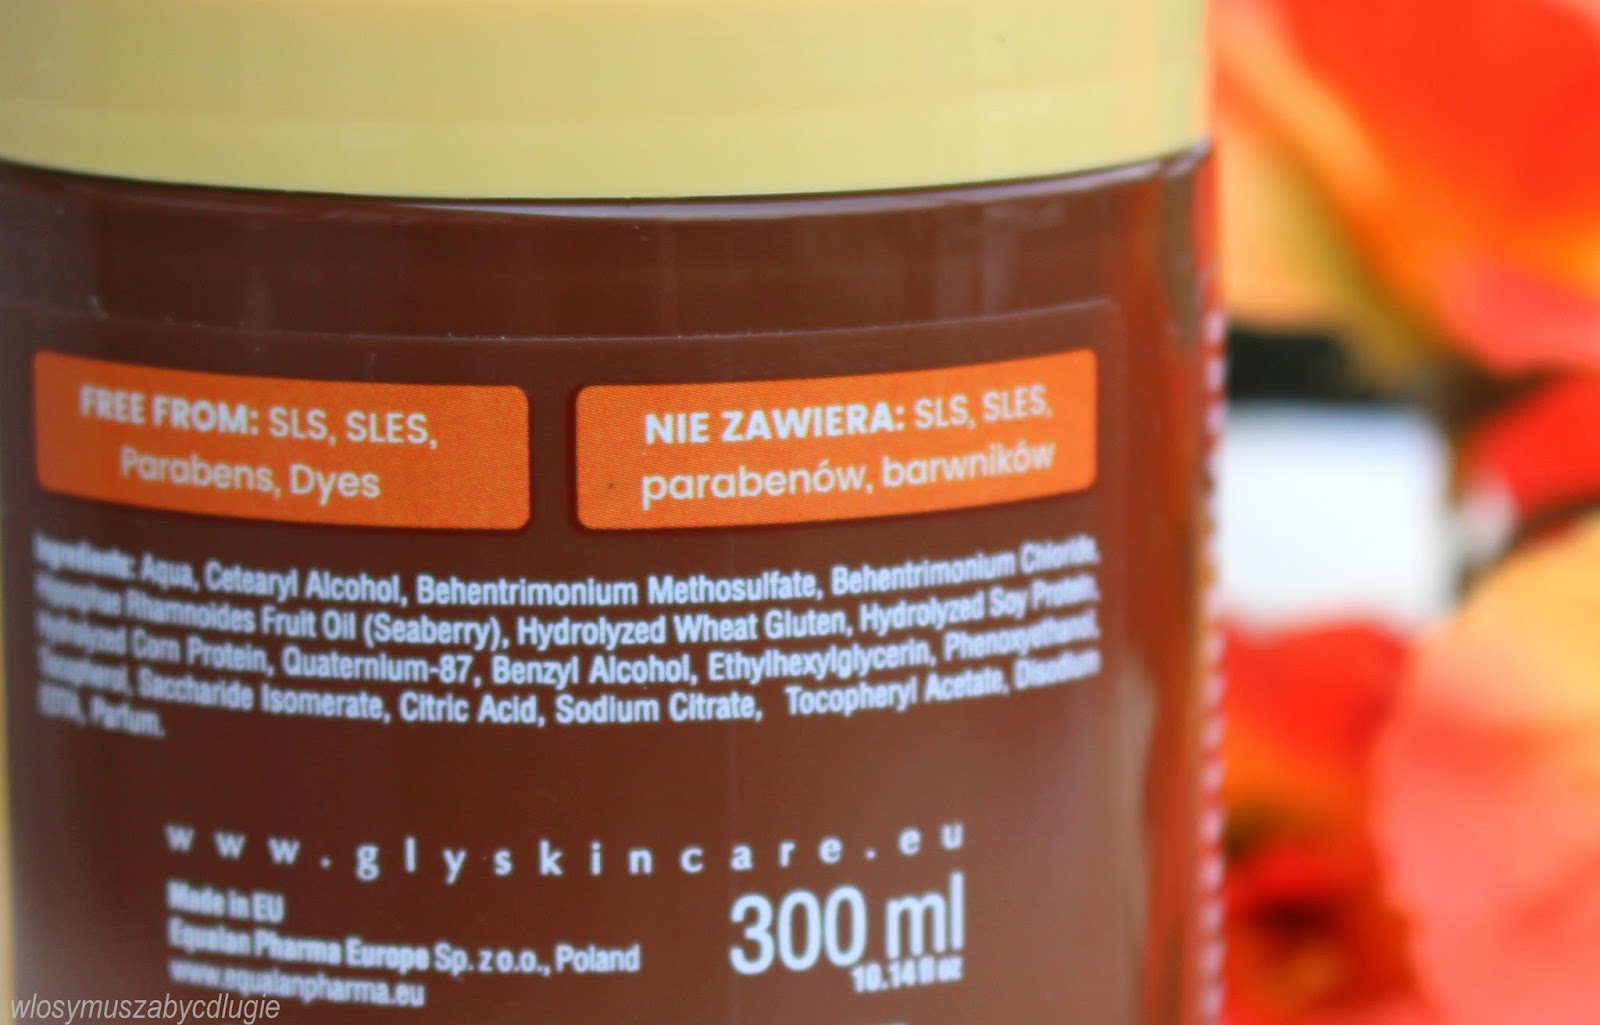 FREE FROM: SLS, SLES,
Parabens, Dyes
NIE ZAWIERA: SLS, SLES,
parabenów, barwników
Ingredients: Aqua, Cetearyl Alcohol, Behentrimonium Methosulfate, Behentrimonium Chloride,
Hippophae Rhamnoides Fruit Oil (Seaberry), Hydrolyzed Wheat Gluten, Hydrolyzed Soy Protein,
Hydrolyzed Corn Protein, Quaternium-87, Benzyl Alcohol, Ethylhexylglycerin, Phenoxyethanol,
Tocopherol, Saccharide Isomerate, Citric Acid, Sodium Citrate, Tocopheryl Acetate, Disodium
EDTA, Parfum.
www.glyskincare.eu
Made in EU
Equalan Pharma Europe Sp. z o.o., Poland
www.equalanpharma.eu
300 ml
10.14 fl oz
wlosymuszabycdlugie